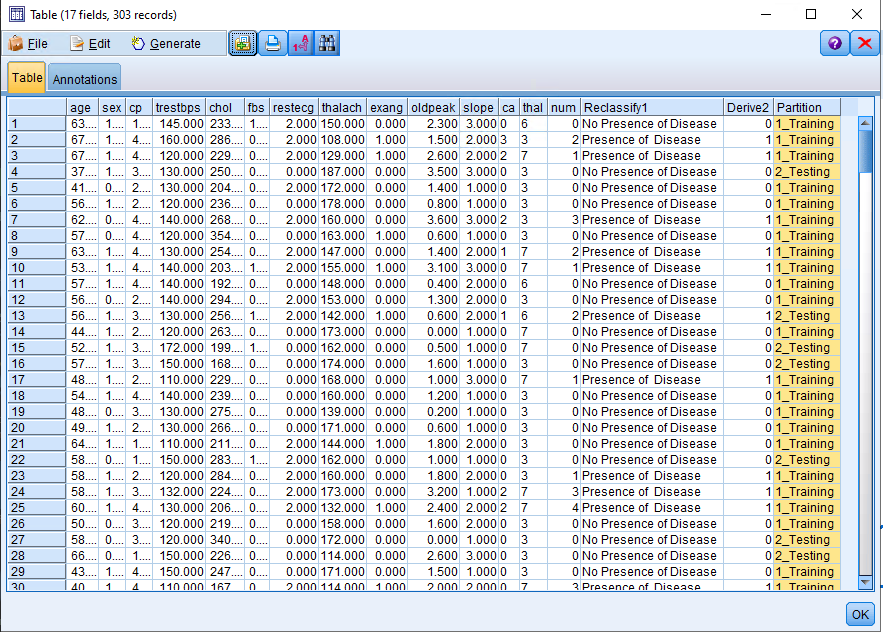 Table (17 fields, 303 records)
File Edit Generate
Table Annotations
age sex cp trestbps chol fbs restecg thalach exang oldpeak slope ca thal num Reclassify1 Derive2 Partition
1 63.... 1.... 1.... 145.000 233.... 1.... 2.000 150.000 0.000 2.300 3.000 0 6 0 No Presence of Disease 0 1_Training
2 67.... 1.... 4.... 160.000 286.... 0.... 2.000 108.000 1.000 1.500 2.000 3 3 2 Presence of Disease 1 1_Training
3 67.... 1.... 4.... 120.000 229.... 0.... 2.000 129.000 1.000 2.600 2.000 2 7 1 Presence of Disease 1 1_Training
4 37.... 1.... 3.... 130.000 250.... 0.... 0.000 187.000 0.000 3.500 3.000 0 3 0 No Presence of Disease 0 2_Testing
5 41.... 0.... 2.... 130.000 204.... 0.... 2.000 172.000 0.000 1.400 1.000 0 3 0 No Presence of Disease 0 1_Training
6 56.... 1.... 2.... 120.000 236.... 0.... 0.000 178.000 0.000 0.800 1.000 0 3 0 No Presence of Disease 0 1_Training
7 62.... 0.... 4.... 140.000 268.... 0.... 2.000 160.000 0.000 3.600 3.000 2 3 3 Presence of Disease 1 1_Training
8 57.... 0.... 4.... 120.000 354.... 0.... 0.000 163.000 1.000 0.600 1.000 0 3 0 No Presence of Disease 0 1_Training
9 63.... 1.... 4.... 130.000 254.... 0.... 2.000 147.000 0.000 1.400 2.000 1 7 2 Presence of Disease 1 1_Training
10 53.... 1.... 4.... 140.000 203.... 1.... 2.000 155.000 1.000 3.100 3.000 0 7 1 Presence of Disease 1 1_Training
11 57.... 1.... 4.... 140.000 192.... 0.... 0.000 148.000 0.000 0.400 2.000 0 6 0 No Presence of Disease 0 1_Training
12 56.... 0.... 2.... 140.000 294.... 0.... 2.000 153.000 0.000 1.300 2.000 0 3 0 No Presence of Disease 0 1_Training
13 56.... 1.... 3.... 130.000 256.... 1.... 2.000 142.000 1.000 0.600 2.000 1 6 2 Presence of Disease 1 2_Testing
14 44.... 1.... 2.... 120.000 263.... 0.... 0.000 173.000 0.000 0.000 1.000 0 7 0 No Presence of Disease 0 1_Training
15 52.... 1.... 3.... 172.000 199.... 1.... 0.000 162.000 0.000 0.500 1.000 0 7 0 No Presence of Disease 0 2_Testing
16 57.... 1.... 3.... 150.000 168.... 0.... 0.000 174.000 0.000 1.600 1.000 0 3 0 No Presence of Disease 0 2_Testing
17 48.... 1.... 2.... 110.000 229.... 0.... 0.000 168.000 0.000 1.000 3.000 0 7 1 Presence of Disease 1 1_Training
18 54.... 1.... 4.... 140.000 239.... 0.... 0.000 160.000 0.000 1.200 1.000 0 3 0 No Presence of Disease 0 1_Training
19 48.... 0.... 3.... 130.000 275.... 0.... 0.000 139.000 0.000 0.200 1.000 0 3 0 No Presence of Disease 0 1_Training
20 49.... 1.... 2.... 130.000 266.... 0.... 0.000 171.000 0.000 0.600 1.000 0 3 0 No Presence of Disease 0 1_Training
21 64.... 1.... 1.... 110.000 211.... 0.... 2.000 144.000 1.000 1.800 2.000 0 3 0 No Presence of Disease 0 1_Training
22 58.... 0.... 1.... 150.000 283.... 1.... 2.000 162.000 0.000 1.000 1.000 0 3 0 No Presence of Disease 0 2_Testing
23 58.... 1.... 2.... 120.000 284.... 0.... 2.000 160.000 0.000 1.800 2.000 0 3 1 Presence of Disease 1 1_Training
24 58.... 1.... 3.... 132.000 224.... 0.... 2.000 173.000 0.000 3.200 1.000 2 7 3 Presence of Disease 1 1_Training
25 60.... 1.... 4.... 130.000 206.... 0.... 2.000 132.000 1.000 2.400 2.000 2 7 4 Presence of Disease 1 1_Training
26 50.... 0.... 3.... 120.000 219.... 0.... 0.000 158.000 0.000 1.600 2.000 0 3 0 No Presence of Disease 0 1_Training
27 58.... 0.... 3.... 120.000 340.... 0.... 0.000 172.000 0.000 0.000 1.000 0 3 0 No Presence of Disease 0 2_Testing
28 66.... 0.... 1.... 150.000 226.... 0.... 0.000 114.000 0.000 2.600 3.000 0 3 0 No Presence of Disease 0 2_Testing
29 43.... 1.... 4.... 150.000 247.... 0.... 0.000 171.000 0.000 1.500 1.000 0 3 0 No Presence of Disease 0 1_Training
30 40 1 4 110.000 167 0 2.000 114.000 1.000 2.000 2.000 0 7 3 Presence of Disease 1 1_Training
OK